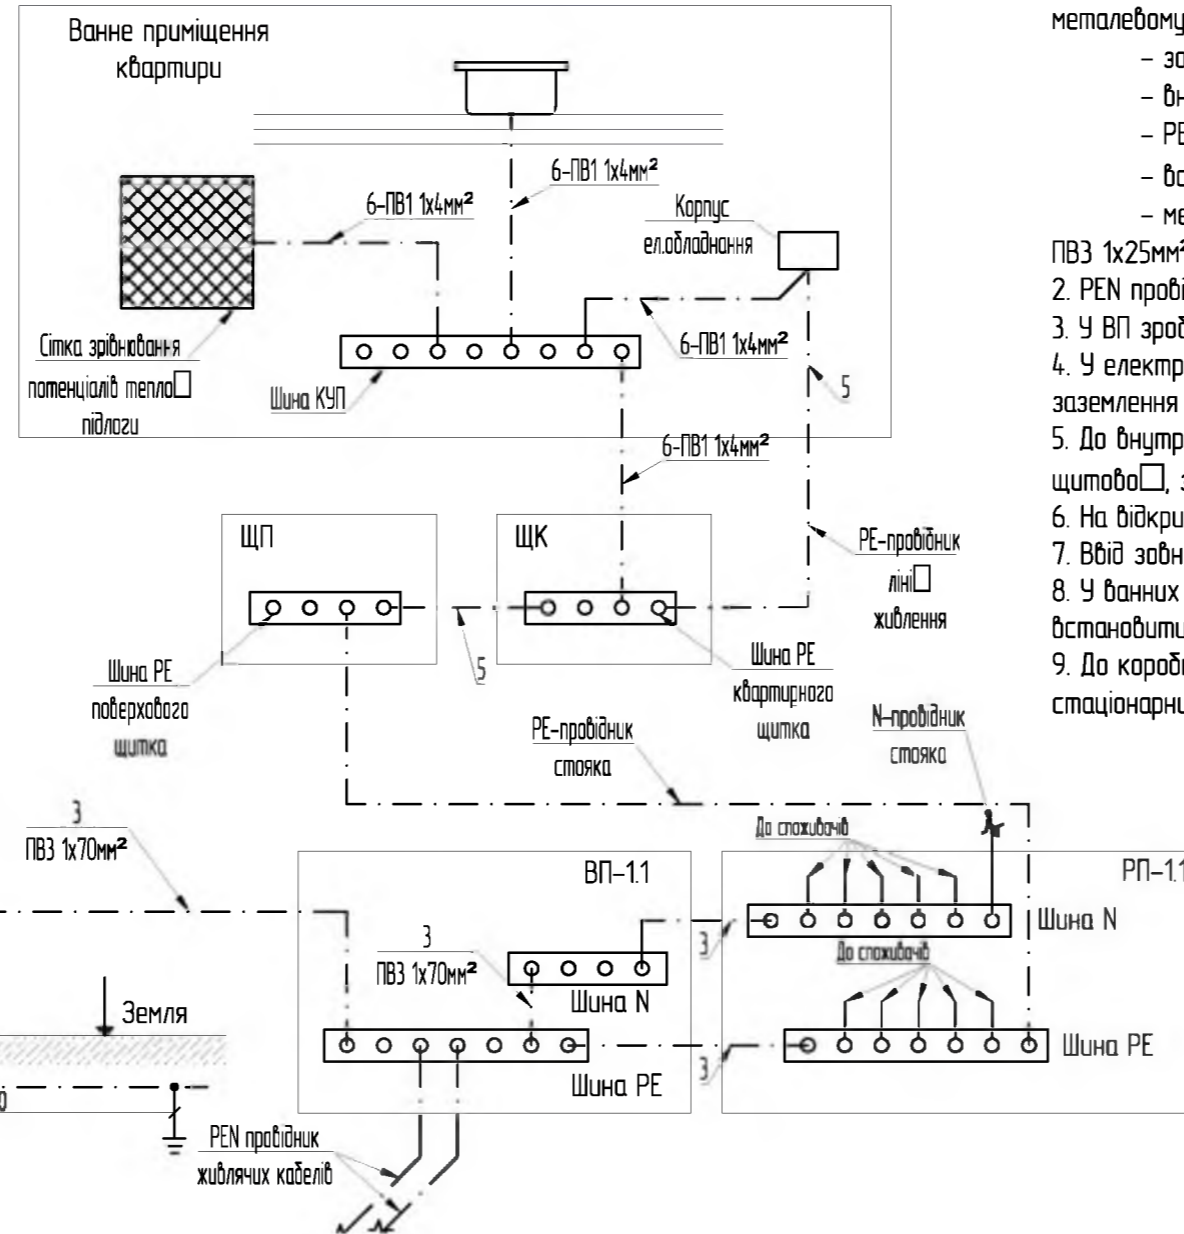 Ванне приміщення
квартири
6-ПВ1 1х4мм²
6-ПВ1 1х4мм²
Корпус
ел.обладнання
Сітка зрівнювання
потенціалів тепло□
підлоги
Шина КУП
6-ПВ1 1х4мм²
5
6-ПВ1 1х4мм²
ЩП
ЩК
PE-провідник
ліні□
живлення
Шина PE
поверхового
щитка
5
Шина PE
квартирного
щитка
PE-провідник
стояка
N-провідник
стояка
3
ПВ3 1х70мм²
До споживачів
ВП-1.1
РП-1.1
3
ПВ3 1х70мм²
Шина N
3
Шина N
До споживачів
Земля
Шина PE
3
Шина PE
PEN провідник
живлячих кабелів
металевому
- за
- вн
- PE
- ме
ПВ3 1х25мм²
2. PEN прові
3. У ВП зроб
4. У електр
заземлення
5. До внутр
щитово□, з
6. На відкри
7. Ввід зовн
8. У ванних
встановити
9. До короб
стаціонарни